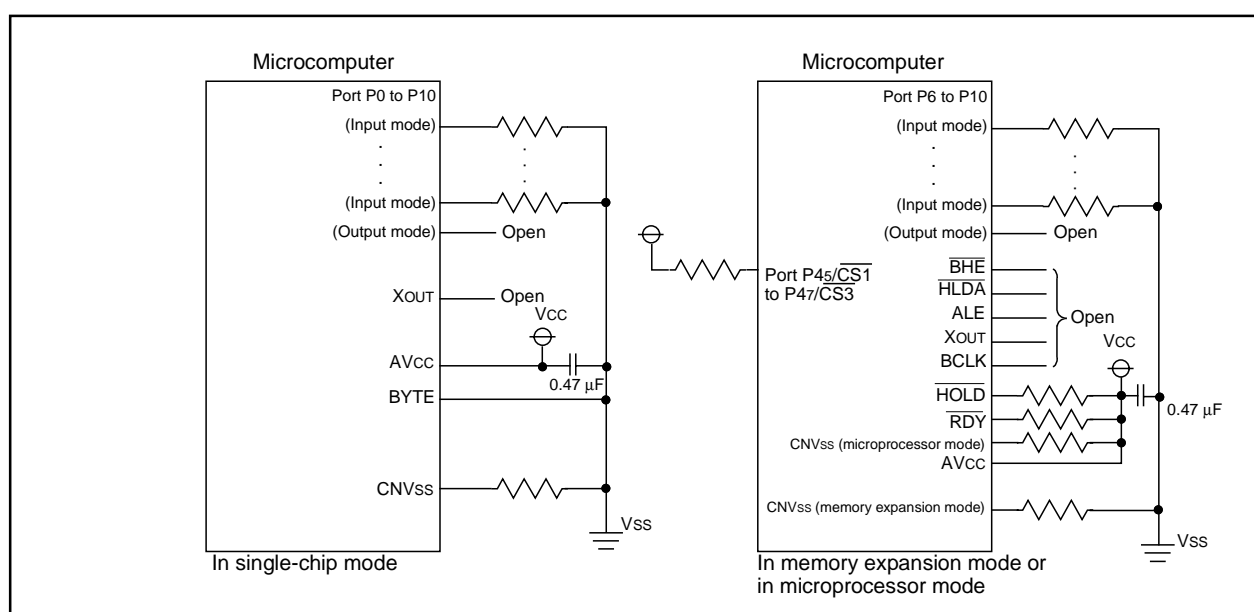 Microcomputer
Port P0 to P10
(Input mode)
(Input mode)
(Output mode)
Open
XOUT
Open
VCC
AVCC
0.47 μF
BYTE
CNVSS
VSS
In single-chip mode
Microcomputer
Port P6 to P10
(Input mode)
(Input mode)
(Output mode)
Open
Port P45/CS1
to P47/CS3
BHE
HLDA
ALE
Open
XOUT
VCC
BCLK
HOLD
0.47 μF
RDY
CNVSS (microprocessor mode)
AVCC
CNVSS (memory expansion mode)
VSS
In memory expansion mode or
in microprocessor mode